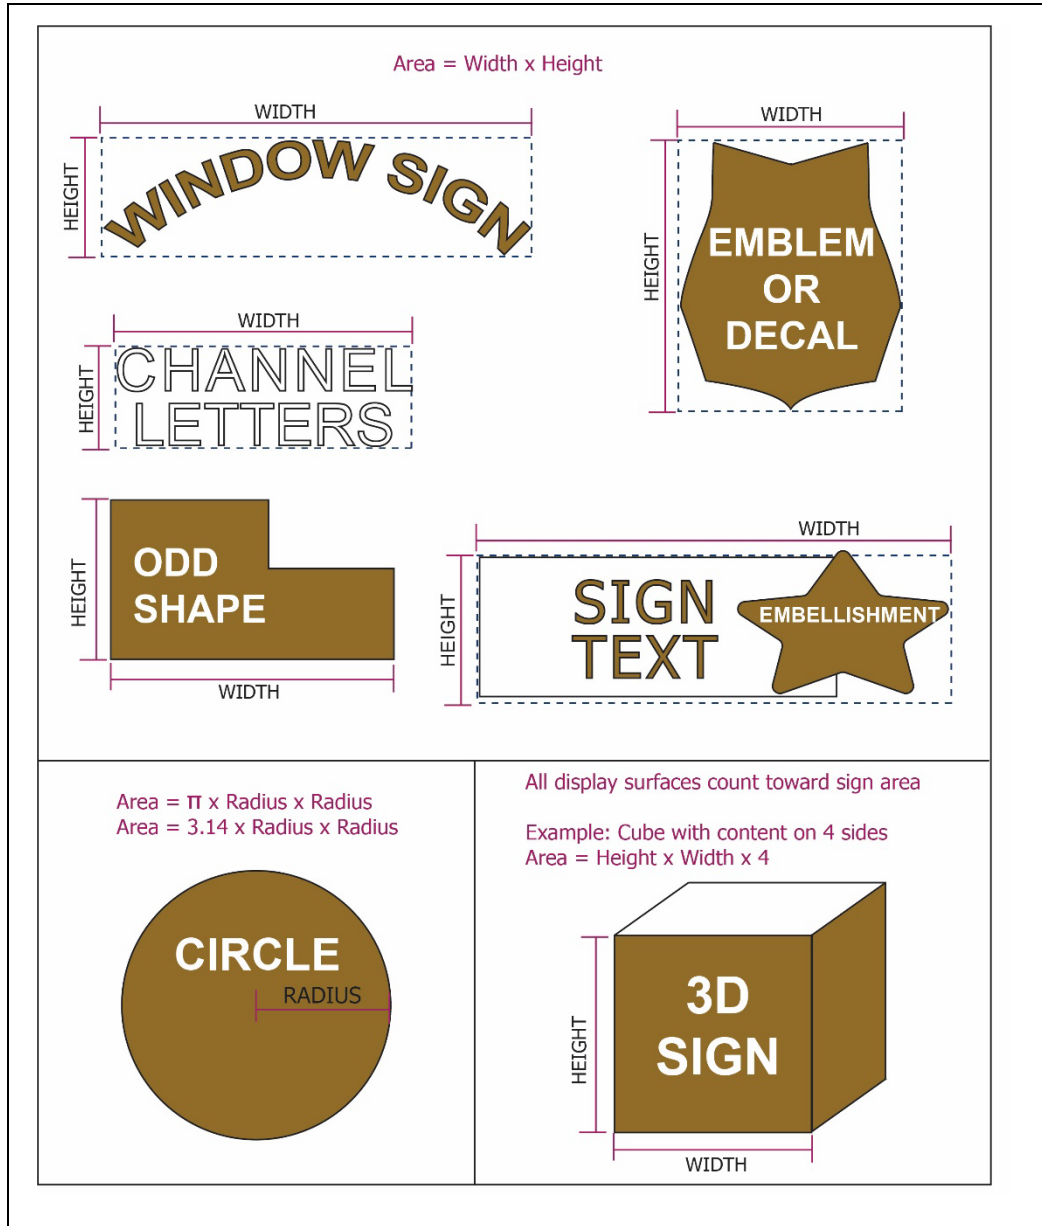 Area = Width x Height
WIDTH
HEIGHT
WINDOW SIGN
WIDTH
HEIGHT
EMBLEM
OR
DECAL
WIDTH
HEIGHT
CHANNEL
LETTERS
HEIGHT
ODD
SHAPE
WIDTH
WIDTH
HEIGHT
SIGN
TEXT
EMBELLISHMENT
Area = π x Radius x Radius
Area = 3.14 x Radius x Radius
CIRCLE
RADIUS
All display surfaces count toward sign area
Example: Cube with content on 4 sides
Area = Height x Width x 4
HEIGHT
3D
SIGN
WIDTH